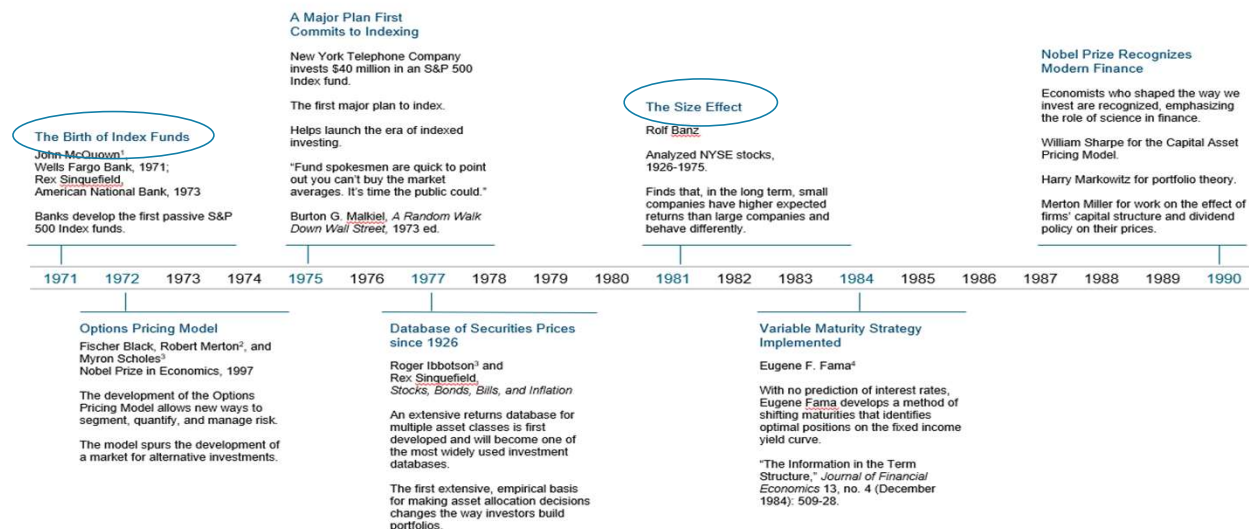 A Major Plan First
Commits to Indexing
New York Telephone Company
invests $40 million in an S&P 500
Index fund.
The first major plan to index.
Helps launch the era of indexed
investing.
“Fund spokesmen are quick to point
out you can’t buy the market
averages. It’s time the public could.”
Burton G. Malkiel, A Random Walk
Down Wall Street, 1973 ed.
Nobel Prize Recognizes
Modern Finance
Economists who shaped the way we
invest are recognized, emphasizing
the role of science in finance.
William Sharpe for the Capital Asset
Pricing Model.
Harry Markowitz for portfolio theory.
Merton Miller for work on the effect of
firms’ capital structure and dividend
policy on their prices.
The Size Effect
Rolf Banz
Analyzed NYSE stocks,
1926-1975.
Finds that, in the long term, small
companies have higher expected
returns than large companies and
behave differently.
The Birth of Index Funds
John McQuown¹,
Wells Fargo Bank, 1971;
Rex Sinquefield,
American National Bank, 1973
Banks develop the first passive S&P
500 Index funds.
1971 1972 1973 1974 1975 1976 1977 1978 1979 1980 1981 1982 1983 1984 1985 1986 1987 1988 1989 1990
Options Pricing Model
Fischer Black, Robert Merton², and
Myron Scholes³
Nobel Prize in Economics, 1997
The development of the Options
Pricing Model allows new ways to
segment, quantify, and manage risk.
The model spurs the development of
a market for alternative investments.
Database of Securities Prices
since 1926
Roger Ibbotson³ and
Rex Sinquefield,
Stocks, Bonds, Bills, and Inflation
An extensive returns database for
multiple asset classes is first
developed and will become one of
the most widely used investment
databases.
The first extensive, empirical basis
for making asset allocation decisions
changes the way investors build
portfolios.
Variable Maturity Strategy
Implemented
Eugene F. Fama⁴
With no prediction of interest rates,
Eugene Fama develops a method of
shifting maturities that identifies
optimal positions on the fixed income
yield curve.
“The Information in the Term
Structure,” Journal of Financial
Economics 13, no. 4 (December
1984): 509-28.